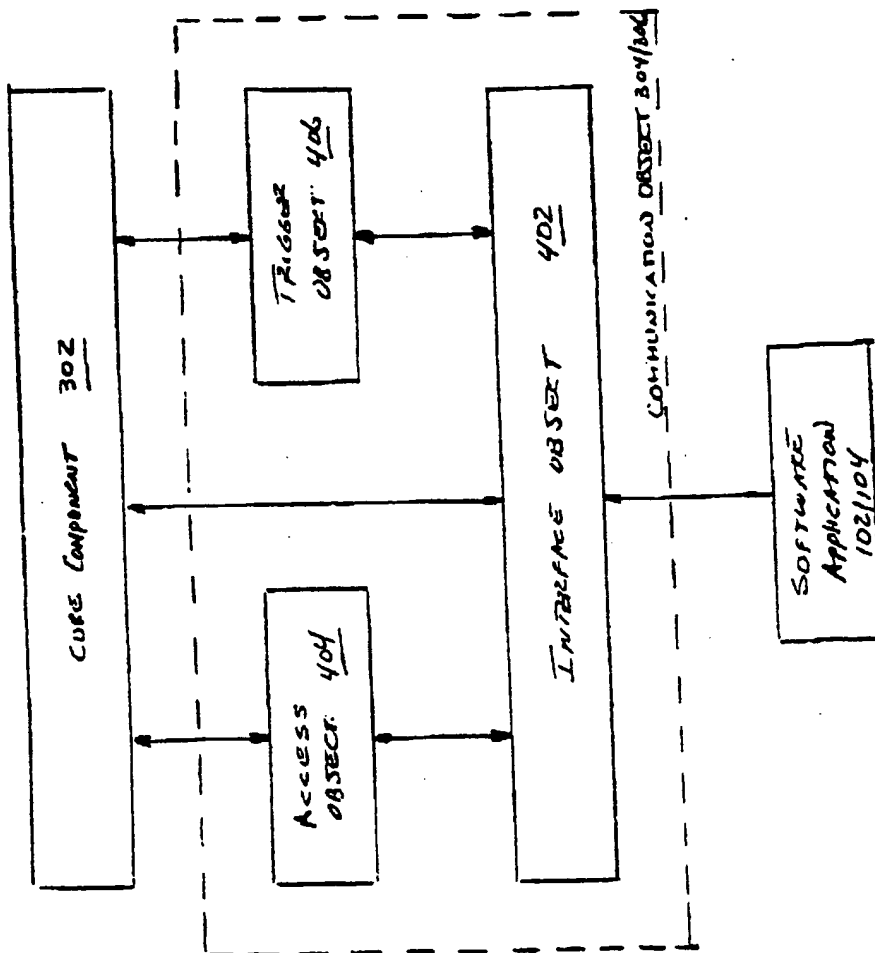 CORE COMPONENT 302
ACCESS
OBJECT 404
TRIGGER
OBJECT 406
INTERFACE OBJECT 402
COMMUNICATION OBJECT 304/306
SOFTWARE
APPLICATION
102/104